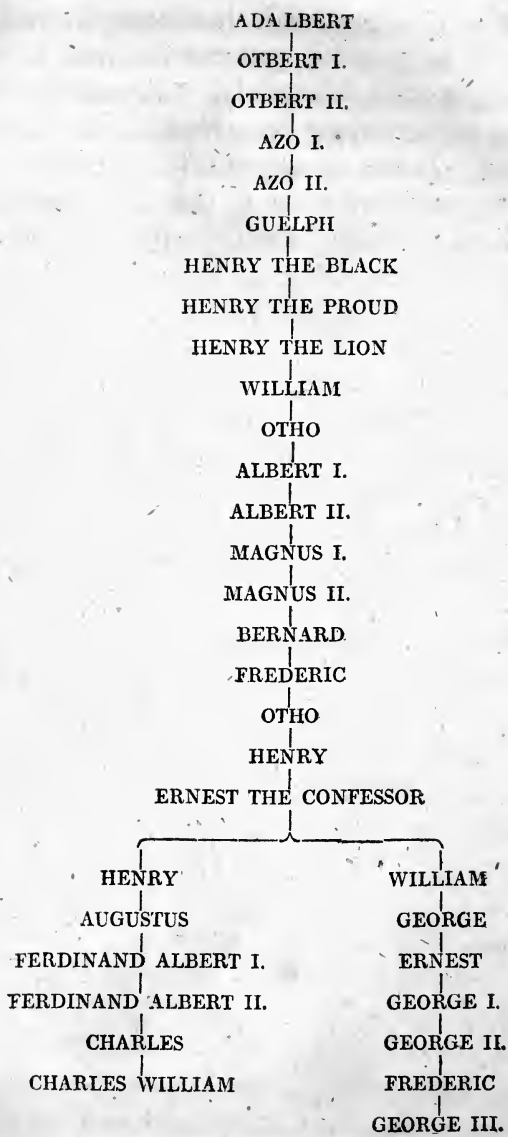 ADALBERT
OTBERT I.
OTBERT II.
AZO I.
AZO II.
GUELPH
HENRY THE BLACK
HENRY THE PROUD
HENRY THE LION
WILLIAM
OTHO
ALBERT I.
ALBERT II.
MAGNUS I.
MAGNUS II.
BERNARD
FREDERIC
OTHO
HENRY
ERNEST THE CONFESSOR
HENRY WILLIAM
AUGUSTUS GEORGE
FERDINAND ALBERT I. ERNEST
FERDINAND ALBERT II. GEORGE I.
CHARLES GEORGE II.
CHARLES WILLIAM FREDERIC
GEORGE III.